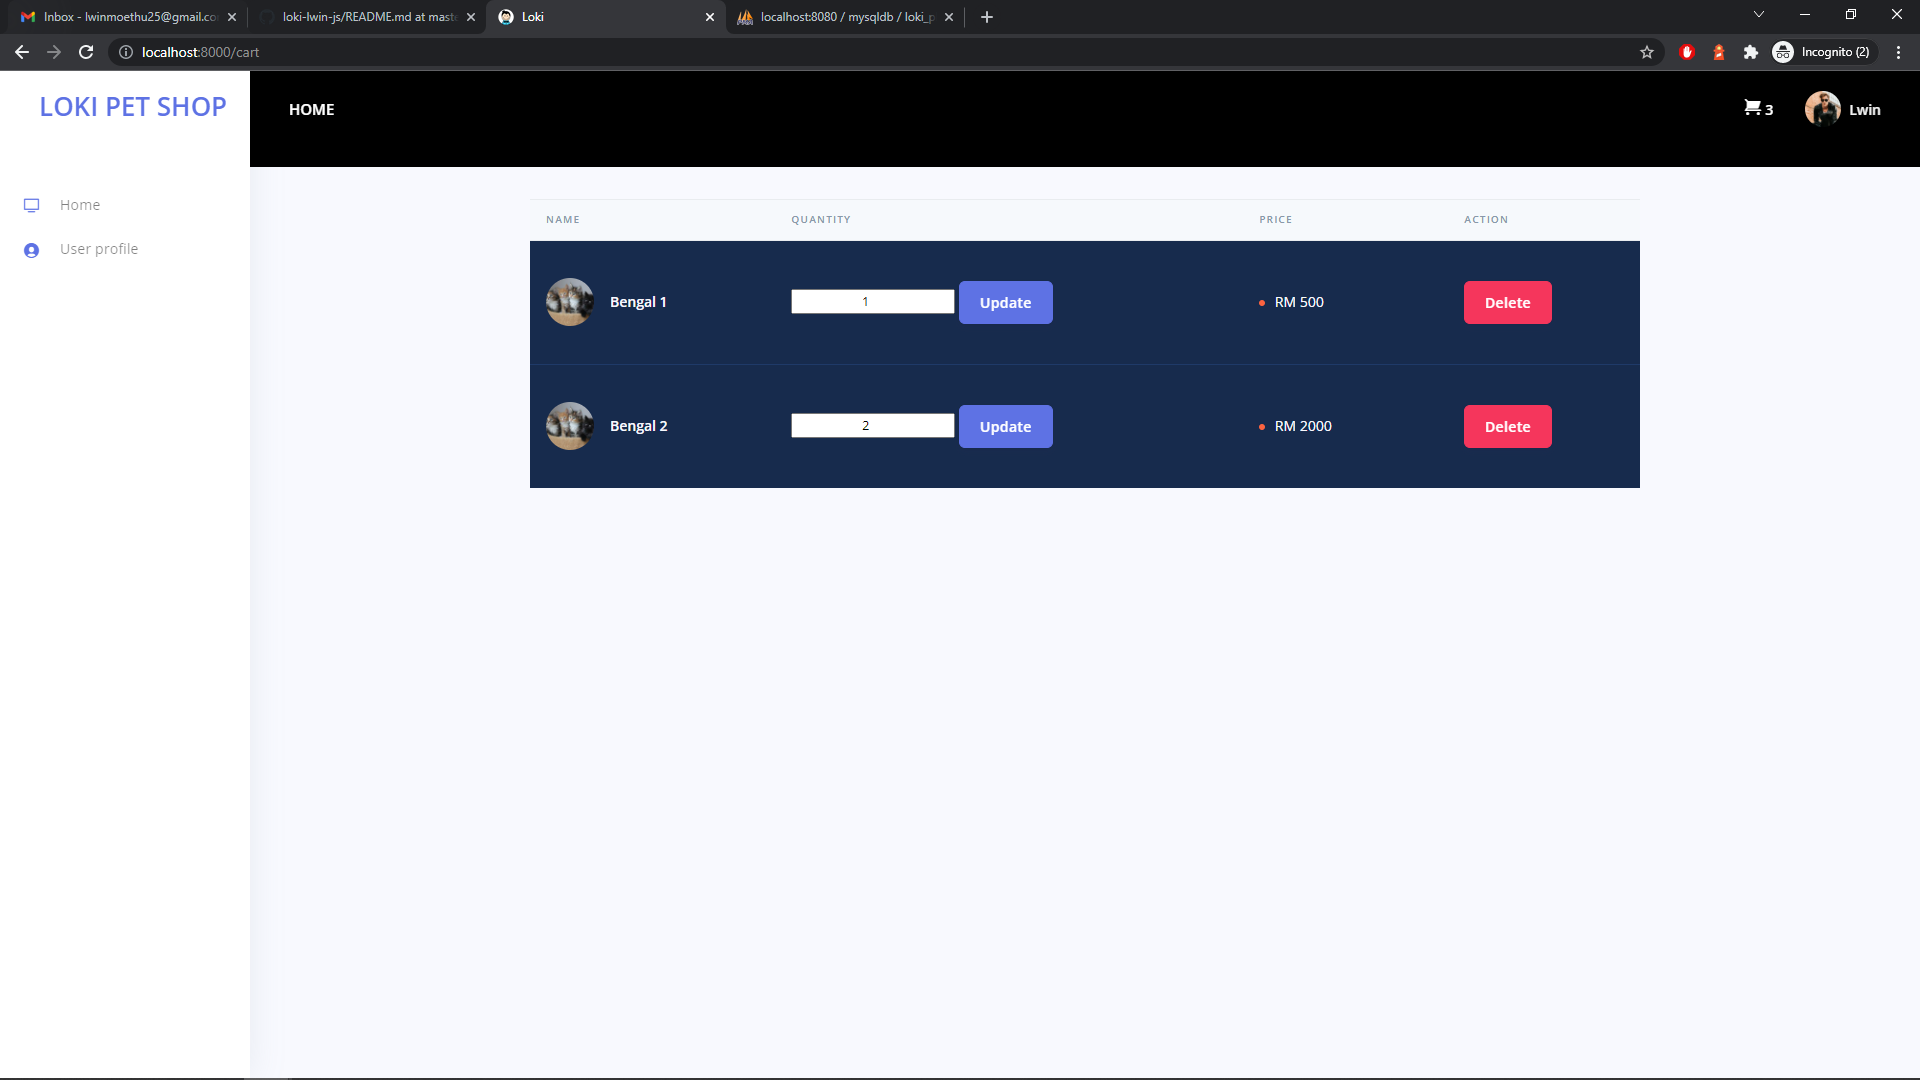 Inbox - lwinmoethu25@gmail.co
loki-lwin-js/README.md at maste
Loki
localhost:8080 / mysqldb / loki_p
localhost:8000/cart
Incognito (2)
LOKI PET SHOP
HOME
3
Lwin
Home
User profile
NAME QUANTITY PRICE ACTION
Bengal 1 1 Update RM 500 Delete
Bengal 2 2 Update RM 2000 Delete